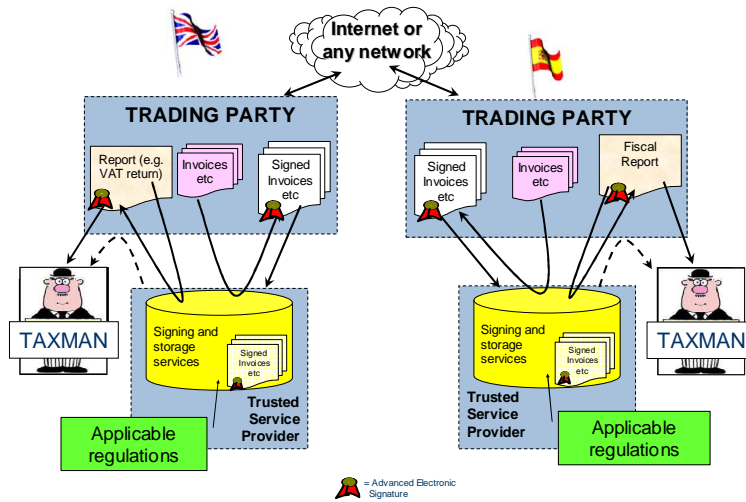 Internet or
any network
TRADING PARTY
Report (e.g.
VAT return)
Invoices
etc
Signed
Invoices
etc
TAXMAN
Signing and
storage
services
Signed
Invoices
etc
Trusted
Service
Provider
Applicable
regulations
TRADING PARTY
Signed
Invoices
etc
Invoices
etc
Fiscal
Report
TAXMAN
Signing and
storage
services
Signed
Invoices
etc
Trusted
Service
Provider
Applicable
regulations
= Advanced Electronic
Signature